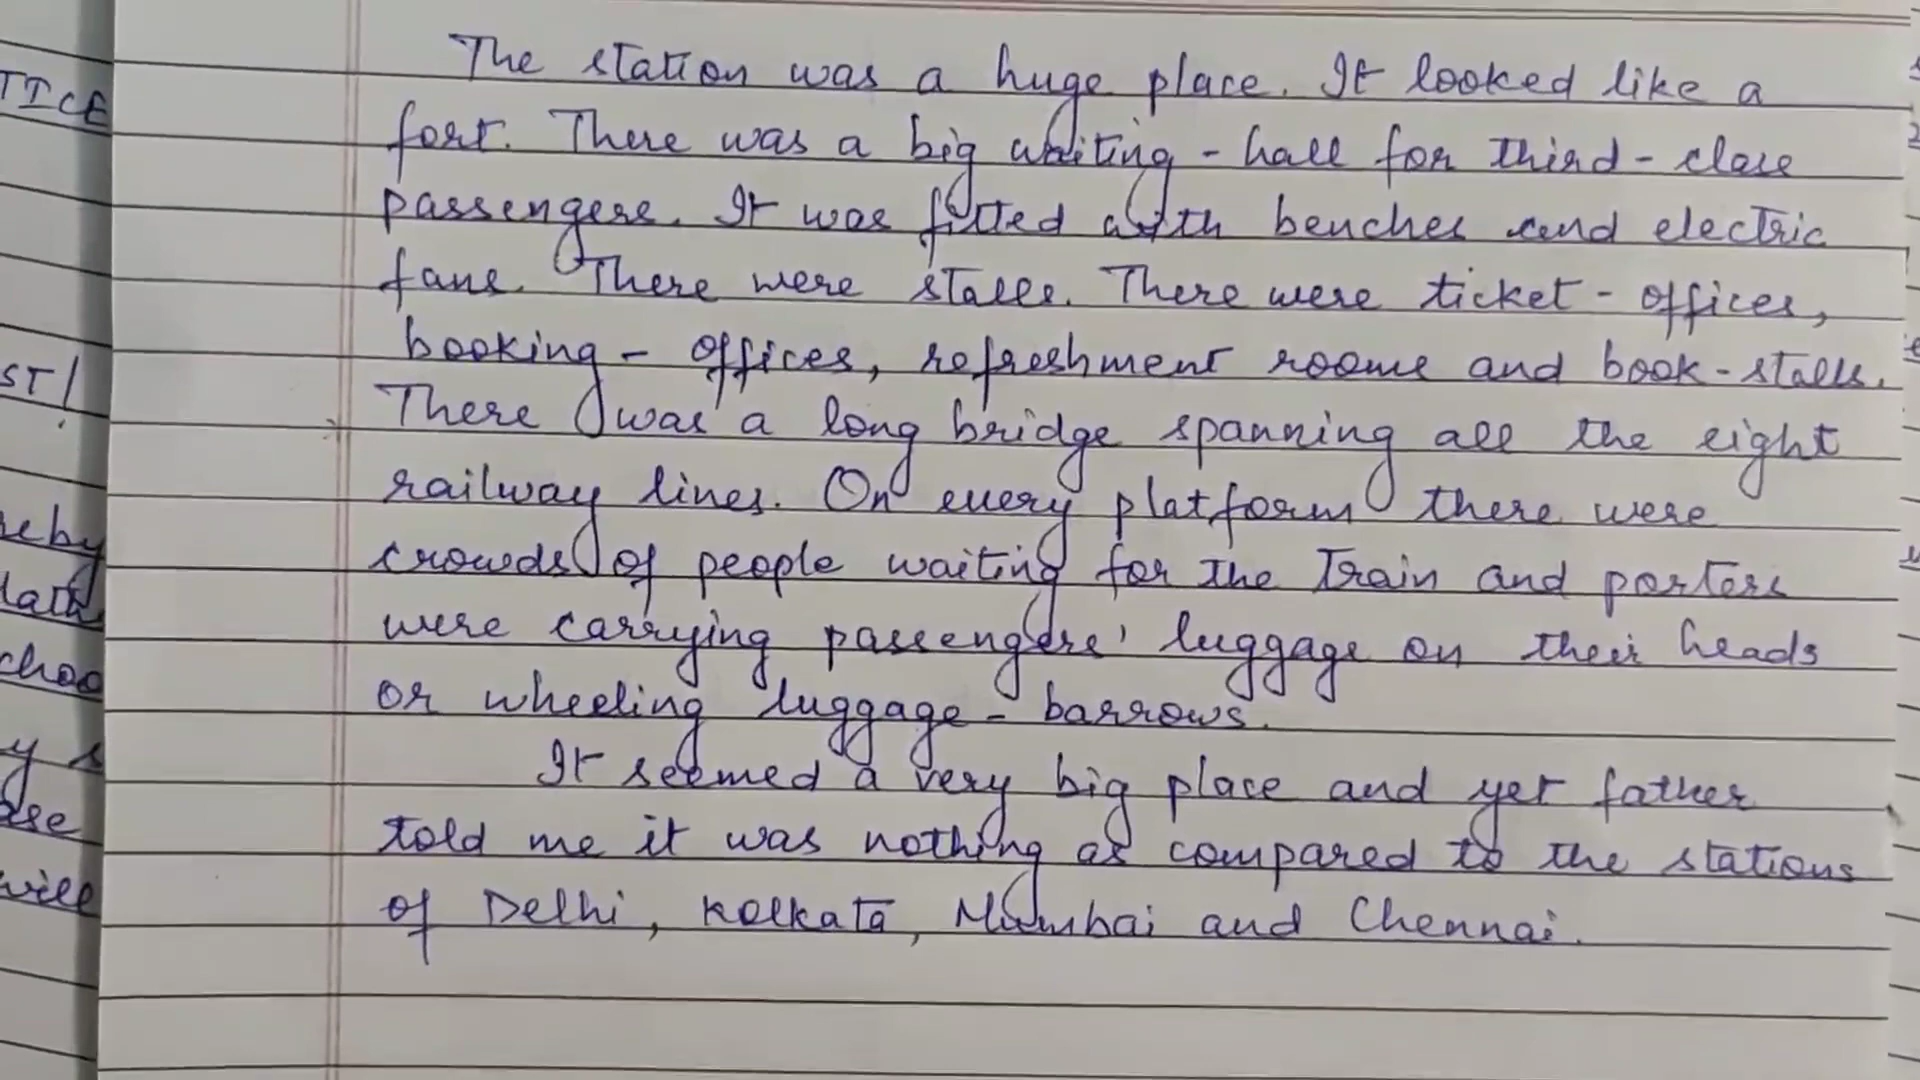 The station was a huge place. It looked like a
fort. There was a big waiting-hall for third-class
passengers. It was fitted with benches and electric
fans. There were stalls. There were ticket-offices,
booking-offices, refreshment rooms and book-stalls.
There was a long bridge spanning all the eight
railway lines. On every platform there were
crowds of people waiting for the train and porters
were carrying passengers' luggage on their heads
or wheeling luggage-barrows.
It seemed a very big place and yet father
told me it was nothing as compared to the stations
of Delhi, Kolkata, Mumbai and Chennai.